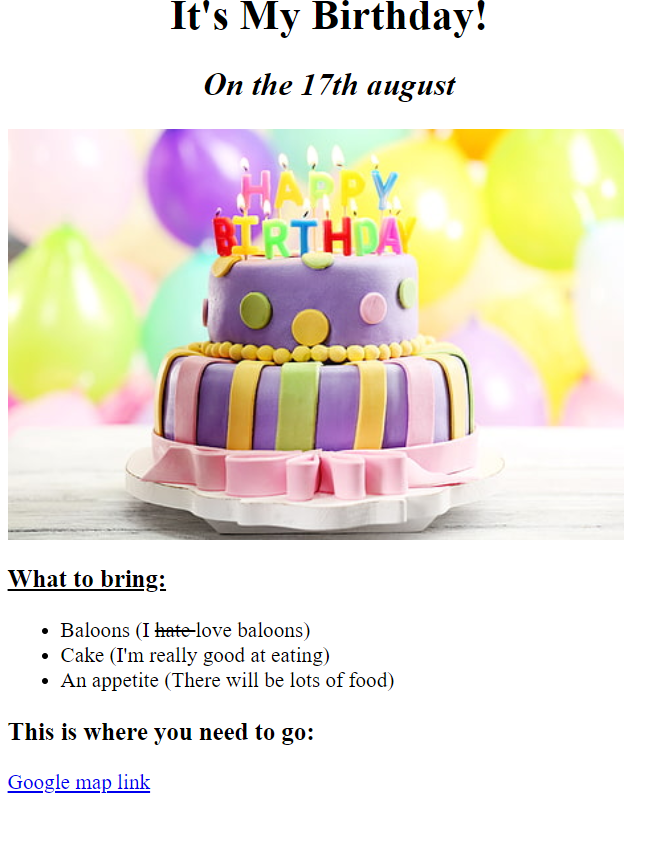 It's My Birthday!
On the 17th august
HAPPY
BIRTHDAY
What to bring:
Baloons (I hate love baloons)
Cake (I'm really good at eating)
An appetite (There will be lots of food)
This is where you need to go:
Google map link